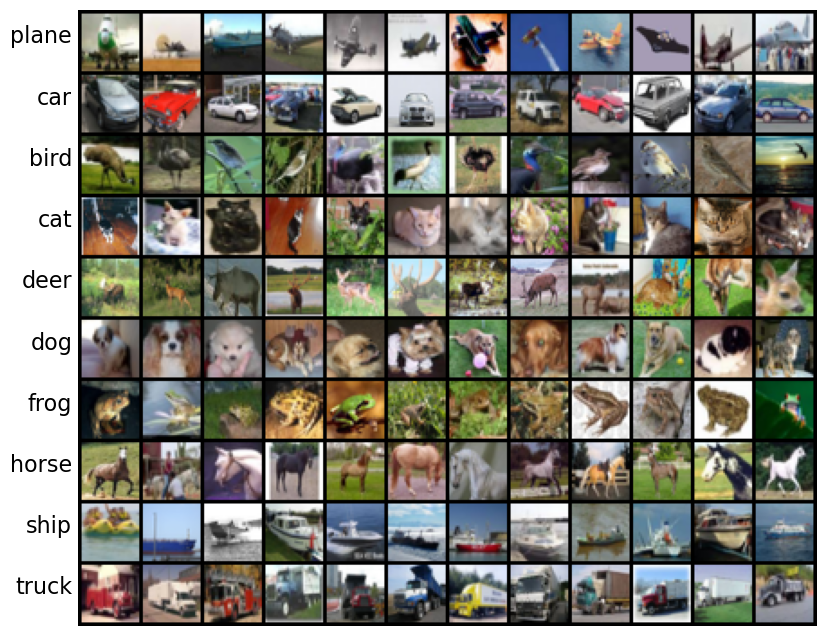 plane
car
bird
cat
deer
dog
frog
horse
ship
truck